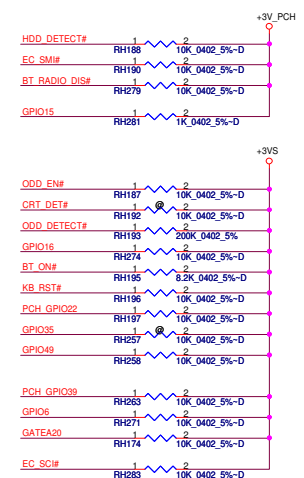 +3V_PCH
HDD_DETECT# 1 2
RH188 10K_0402_5%~D
EC_SMI# 1 2
RH190 10K_0402_5%~D
BT_RADIO_DIS# 1 2
RH279 10K_0402_5%~D
GPIO15 1 2
RH281 1K_0402_5%~D
+3VS
ODD_EN# 1 2
RH187 10K_0402_5%~D
CRT_DET# 1 @ 2
RH192 10K_0402_5%~D
ODD_DETECT# 1 2
RH193 200K_0402_5%
GPIO16 1 2
RH274 10K_0402_5%~D
BT_ON# 1 2
RH195 8.2K_0402_5%~D
KB_RST# 1 2
RH196 10K_0402_5%~D
PCH_GPIO22 1 2
RH197 10K_0402_5%~D
GPIO35 1 @ 2
RH257 10K_0402_5%~D
GPIO49 1 2
RH258 10K_0402_5%~D
PCH_GPIO39 1 2
RH263 10K_0402_5%~D
GPIO6 1 2
RH271 10K_0402_5%~D
GATEA20 1 2
RH174 10K_0402_5%~D
EC_SCI# 1 2
RH283 10K_0402_5%~D